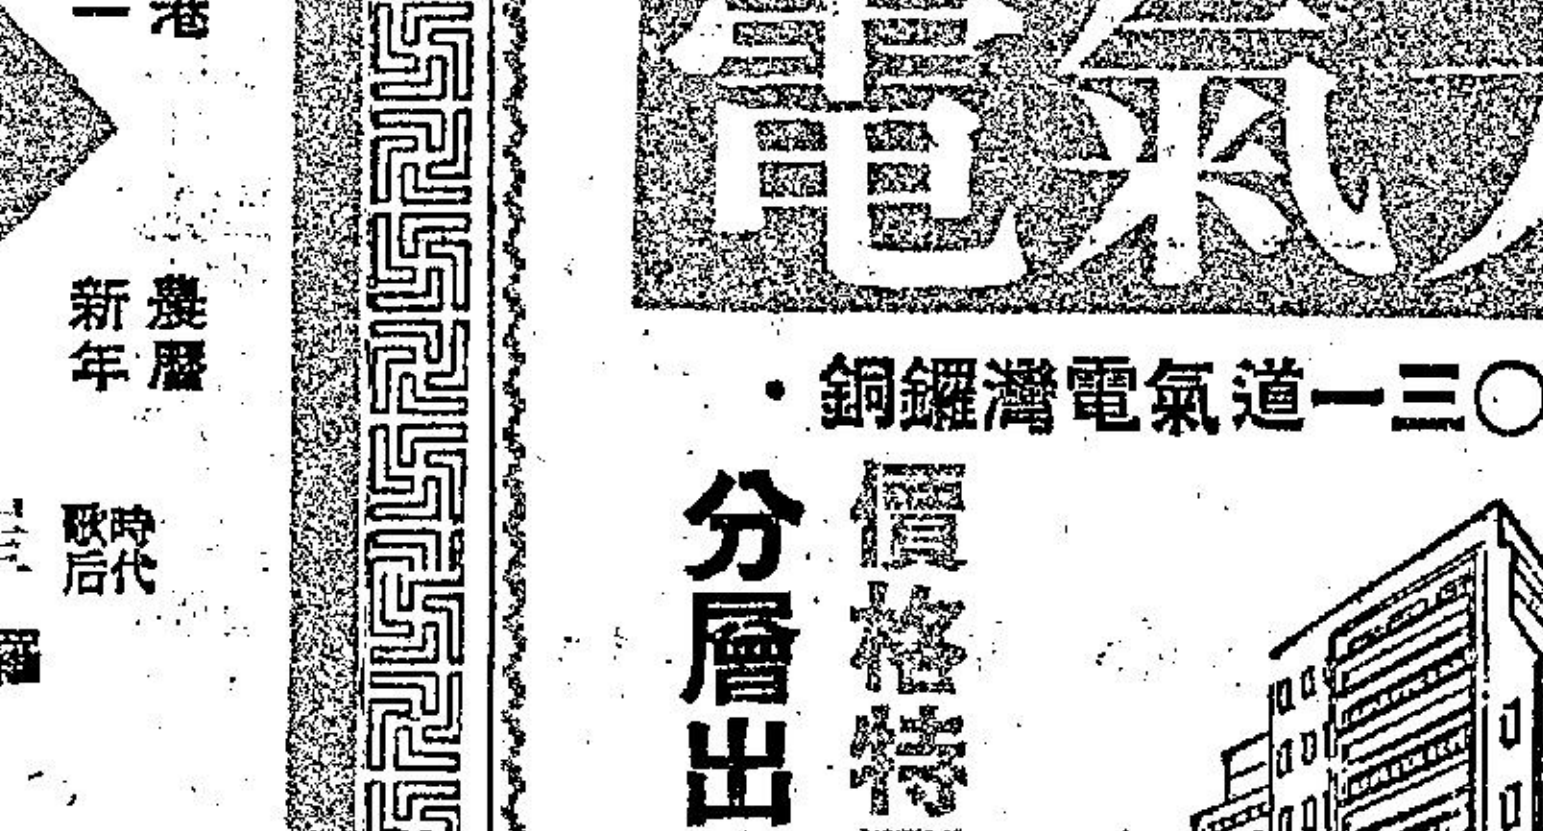 電氣
・銅鑼灣電氣道一三〇
價格特
分層出
港
一
農曆
新年
時代
歌后